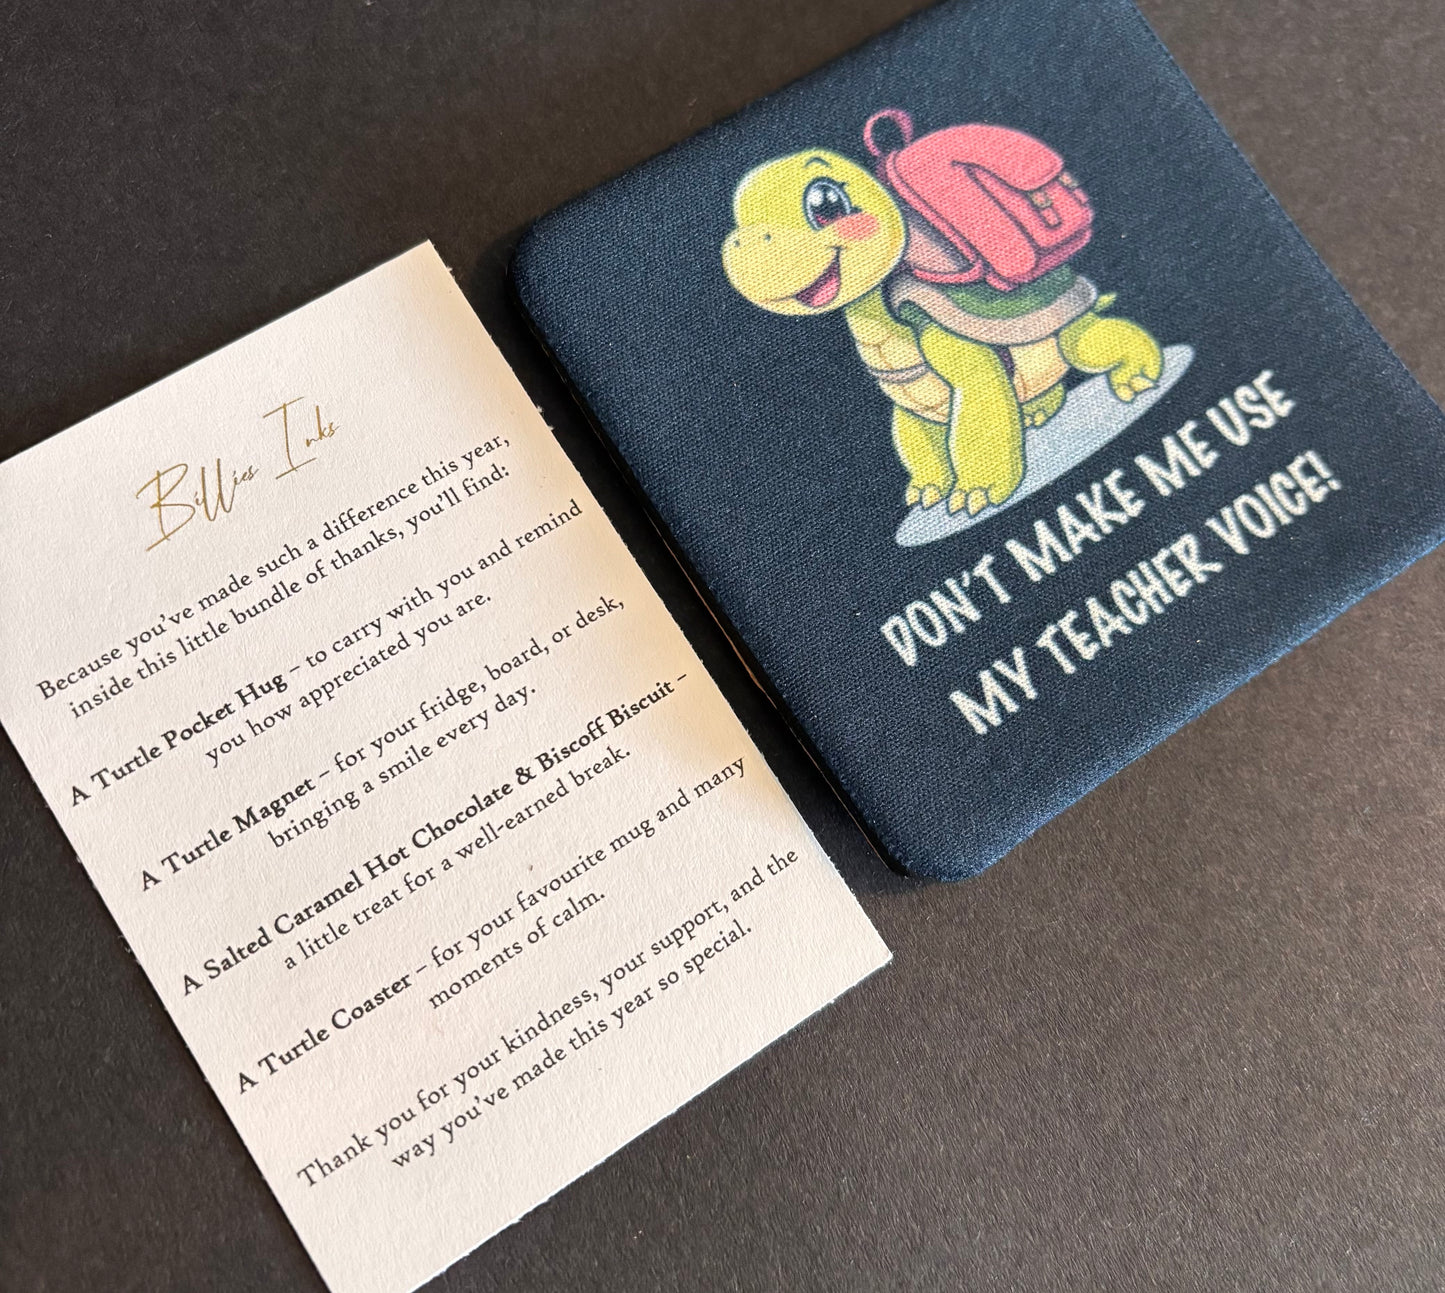 Billies Inks
Because you've made such a difference this year,
inside this little bundle of thanks, you'll find:
A Turtle Pocket Hug – to carry with you and remind
you how appreciated you are.
A Turtle Magnet – for your fridge, board, or desk,
bringing a smile every day.
A Salted Caramel Hot Chocolate & Biscoff Biscuit –
a little treat for a well-earned break.
A Turtle Coaster – for your favourite mug and many
moments of calm.
Thank you for your kindness, your support, and the
way you've made this year so special.
DON'T MAKE ME USE
MY TEACHER VOICE!